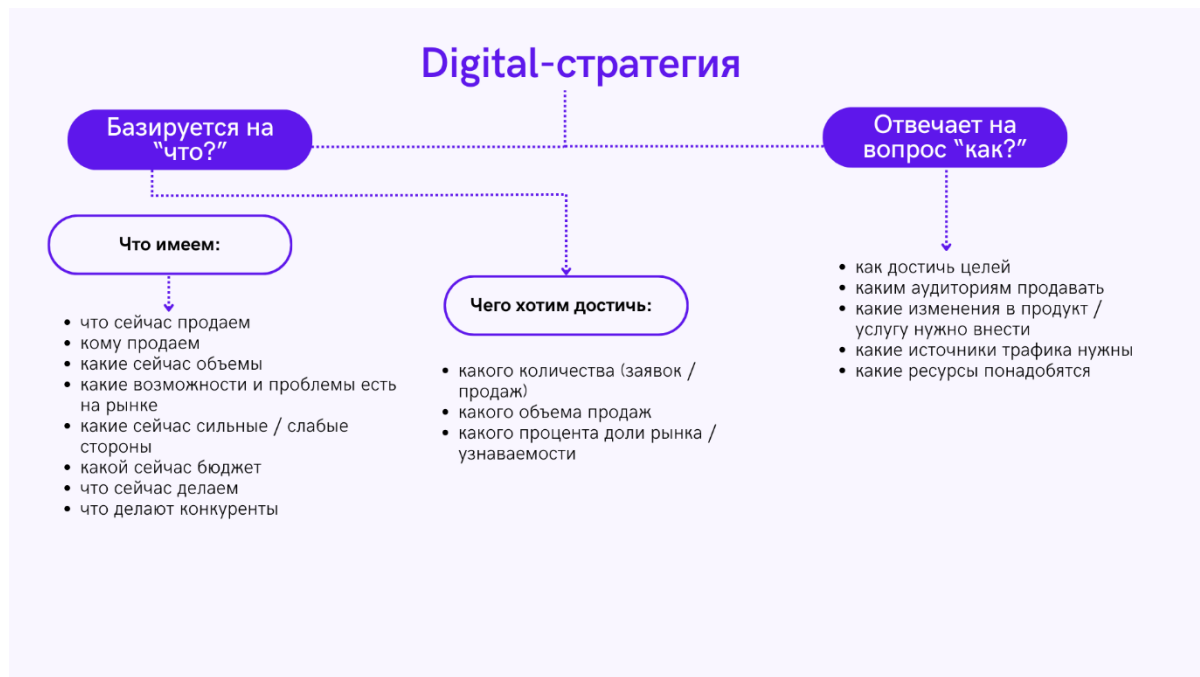 Digital-стратегия
Базируется на
“что?”
Отвечает на
вопрос “как?”
Что имеем:
• что сейчас продаем
• кому продаем
• какие сейчас объемы
• какие возможности и проблемы есть
на рынке
• какие сейчас сильные / слабые
стороны
• какой сейчас бюджет
• что сейчас делаем
• что делают конкуренты
Чего хотим достичь:
• какого количества (заявок /
продаж)
• какого объема продаж
• какого процента доли рынка /
узнаваемости
• как достичь целей
• каким аудиториям продавать
• какие изменения в продукт /
услугу нужно внести
• какие источники трафика нужны
• какие ресурсы понадобятся